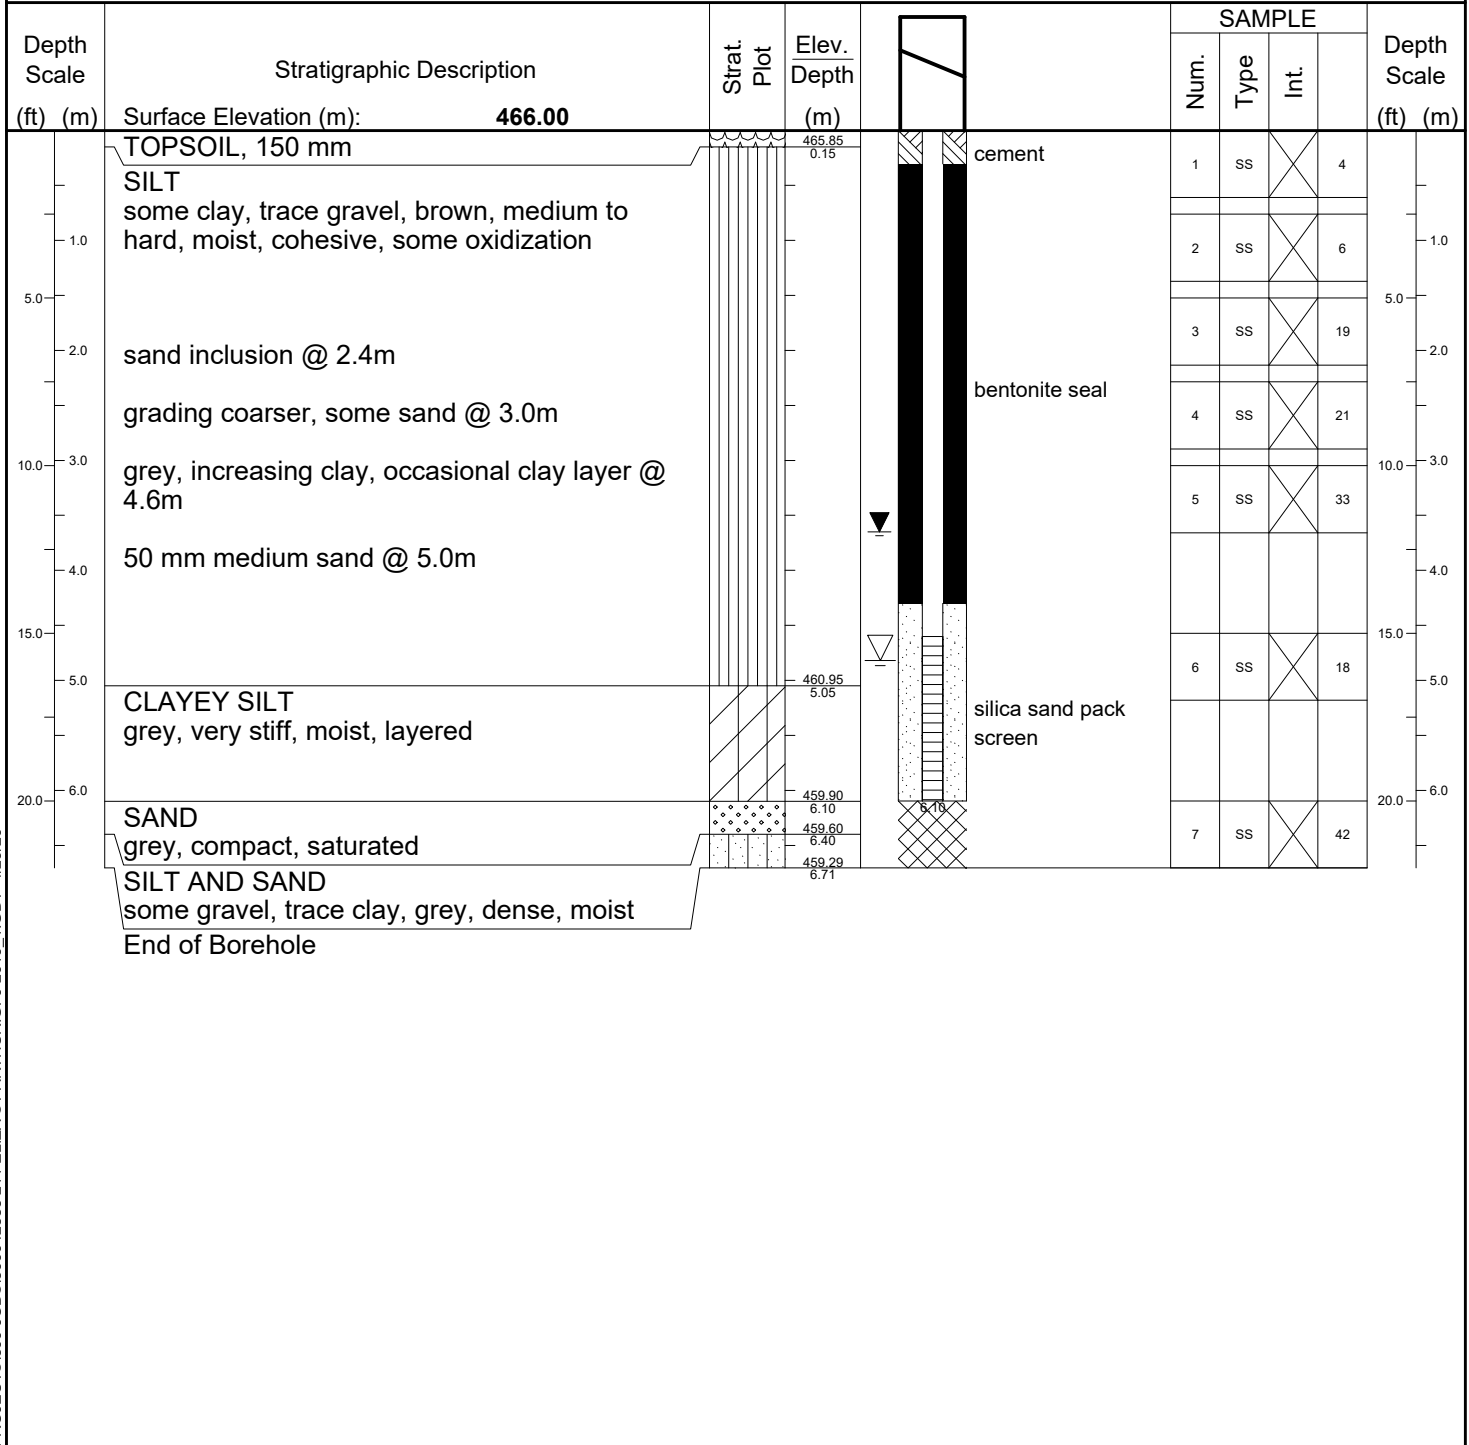 SAMPLE
Depth
Scale
(ft) (m)
Stratigraphic Description
Surface Elevation (m): 466.00
Strat.
Plot
Elev.
Depth
(m)
Num.
Type
Int.
Depth
Scale
(ft) (m)
TOPSOIL, 150 mm
465.85
0.15
cement
1 SS 4
SILT
some clay, trace gravel, brown, medium to
hard, moist, cohesive, some oxidization
1.0
2 SS 6
1.0
5.0
5.0
3 SS 19
sand inclusion @ 2.4m
2.0
2.0
bentonite seal
grading coarser, some sand @ 3.0m
4 SS 21
10.0
3.0
10.0
3.0
grey, increasing clay, occasional clay layer @
4.6m
5 SS 33
50 mm medium sand @ 5.0m
4.0
4.0
15.0
15.0
6 SS 18
5.0
460.95
5.05
5.0
CLAYEY SILT
grey, very stiff, moist, layered
silica sand pack
screen
6.0
6.0
20.0
459.90
6.10
6.10
20.0
SAND
grey, compact, saturated
459.60
6.40
7 SS 42
459.29
6.71
SILT AND SAND
some gravel, trace clay, grey, dense, moist
End of Borehole